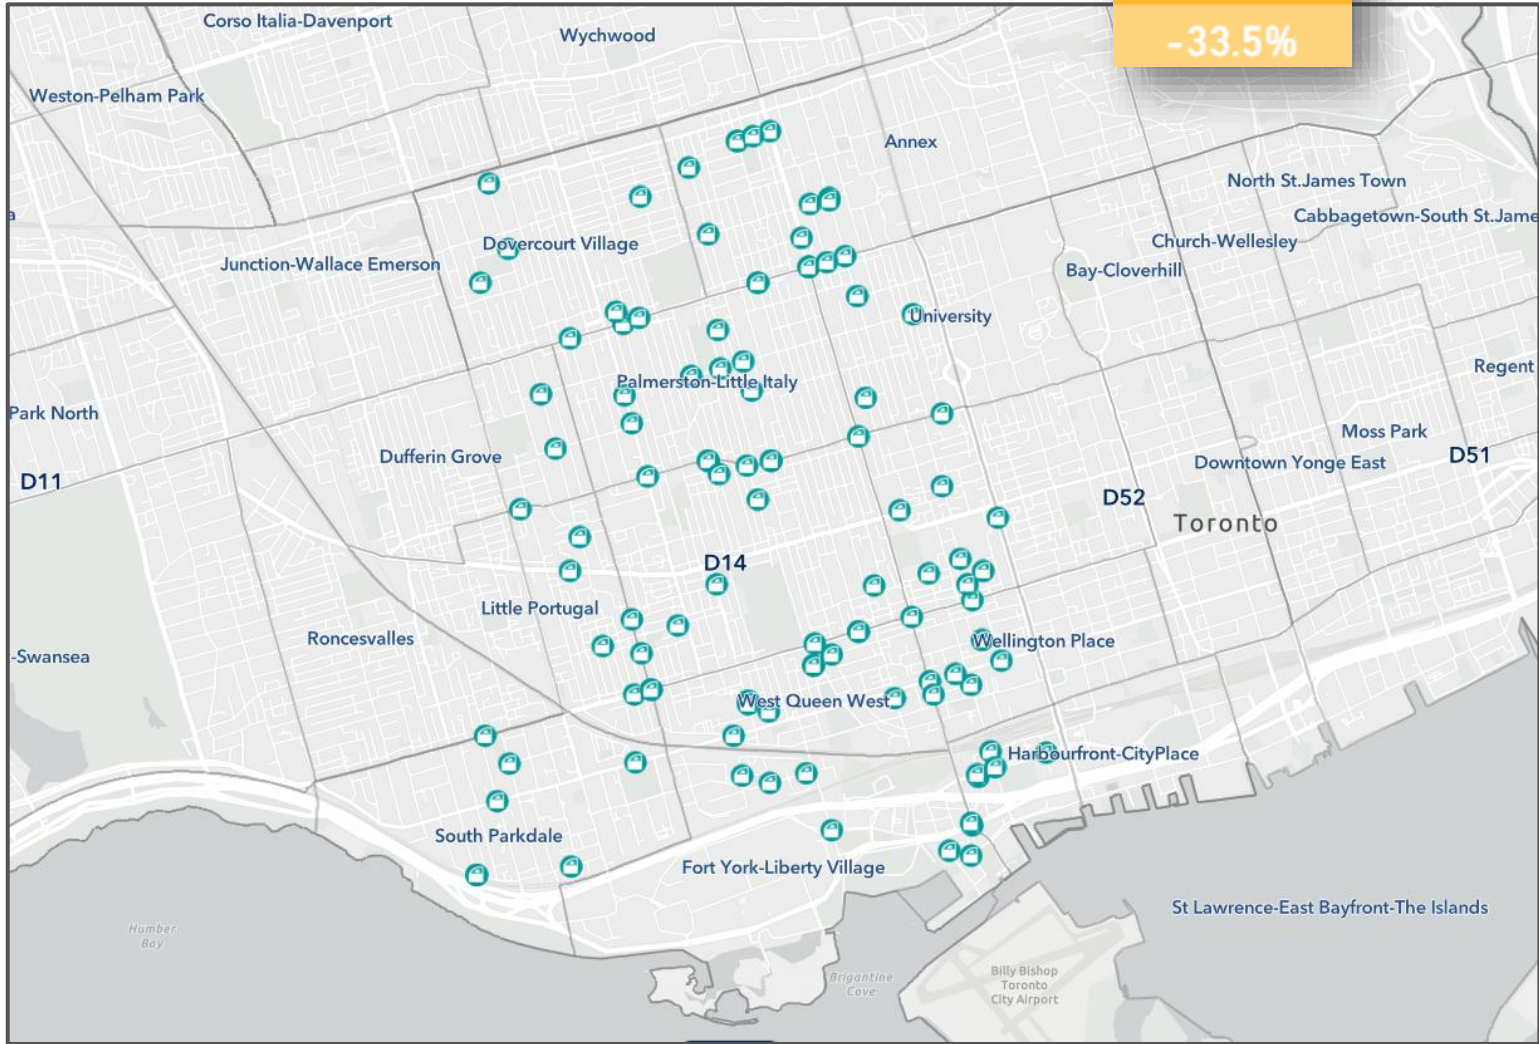 Corso Italia-Davenport
Wychwood
-33.5%
Weston-Pelham Park
Annex
North St.James Town
Cabbagetown-South St.Jame
a
Dovercourt Village
Church-Wellesley
Junction-Wallace Emerson
Bay-Cloverhill
University
Regent
Palmerston-Little Italy
Park North
Moss Park
Dufferin Grove
Downtown Yonge East
D51
D11
D52
Toronto
D14
Little Portugal
Roncesvalles
Wellington Place
-Swansea
West Queen West
Harbourfront-CityPlace
South Parkdale
Fort York-Liberty Village
St Lawrence-East Bayfront-The Islands
Humber
Bay
Brigantine
Cove
Billy Bishop
Toronto
City Airport